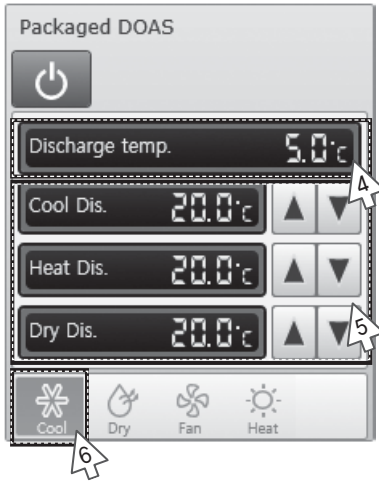 Packaged DOAS
Discharge temp. 5.0°c
4
Cool Dis. 20.0°c
Heat Dis. 20.0°c
Dry Dis. 20.0°c
5
Cool Dry Fan Heat
6